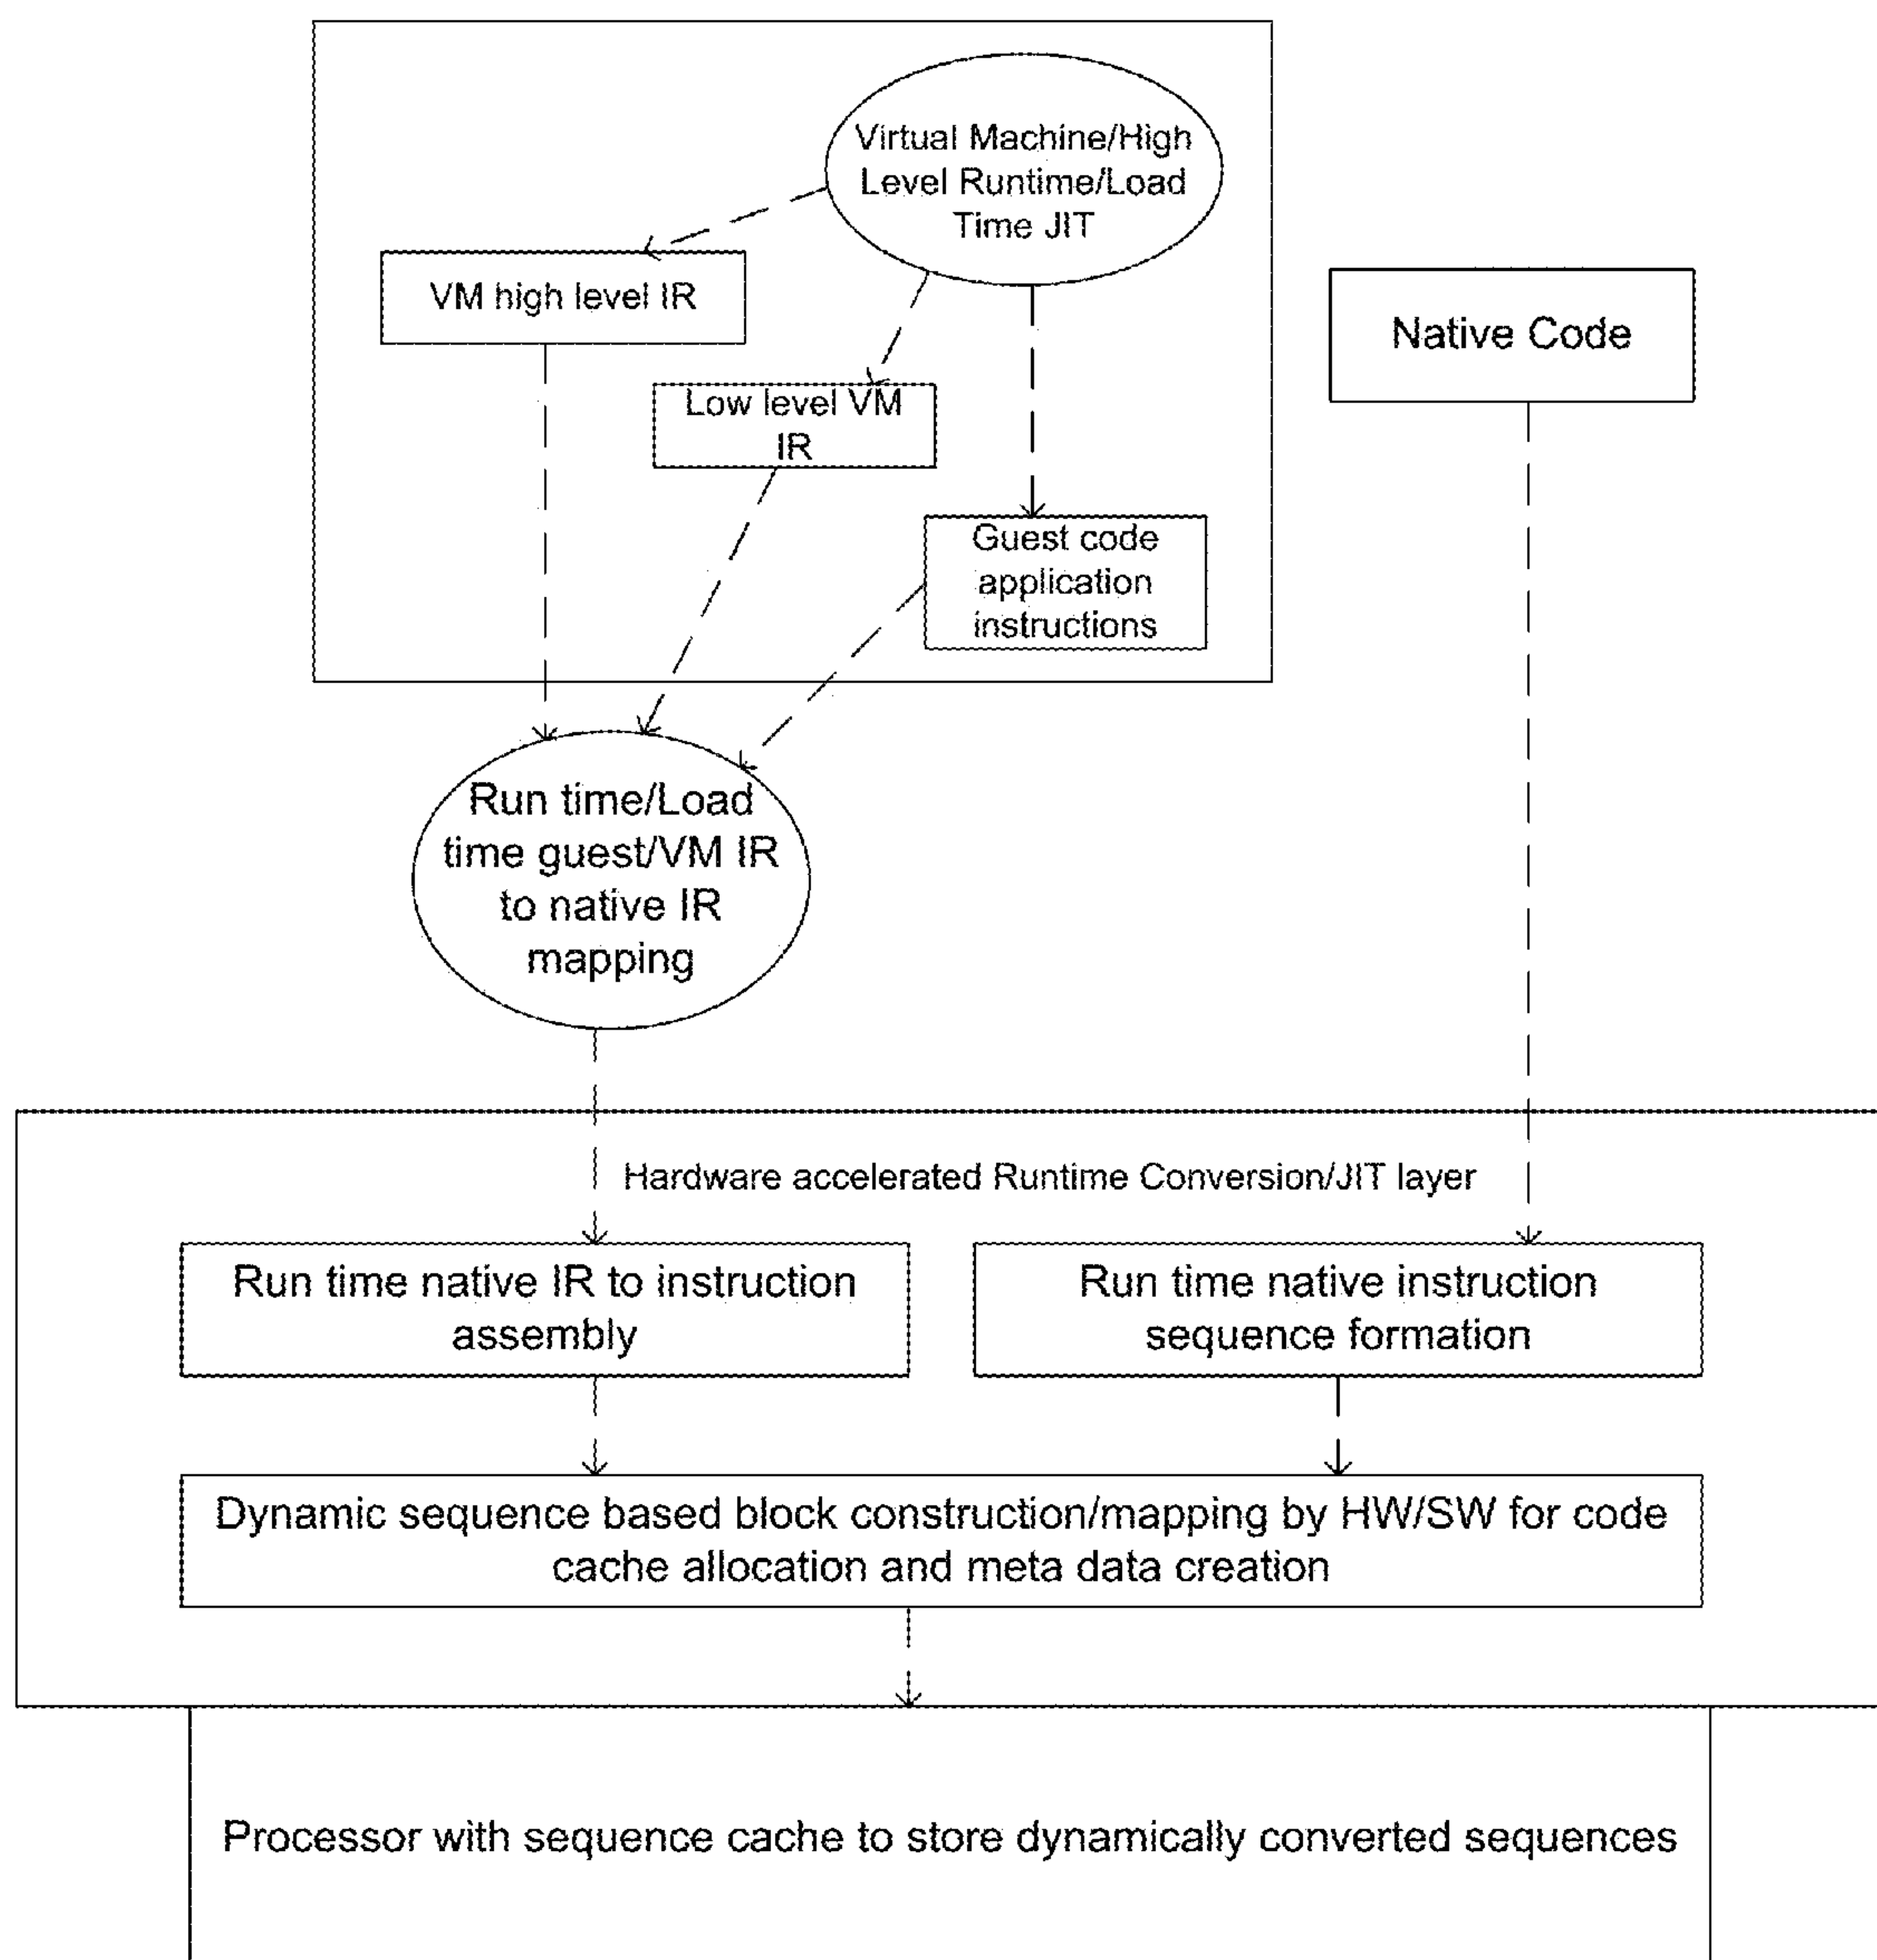 Virtual Machine/High
Level Runtime/Load
Time JIT
VM high level IR
Native Code
Low level VM
IR
Guest code
application
instructions
Run time/Load
time guest/VM IR
to native IR
mapping
Hardware accelerated Runtime Conversion/JIT layer
Run time native IR to instruction
assembly
Run time native instruction
sequence formation
Dynamic sequence based block construction/mapping by HW/SW for code
cache allocation and meta data creation
Processor with sequence cache to store dynamically converted sequences